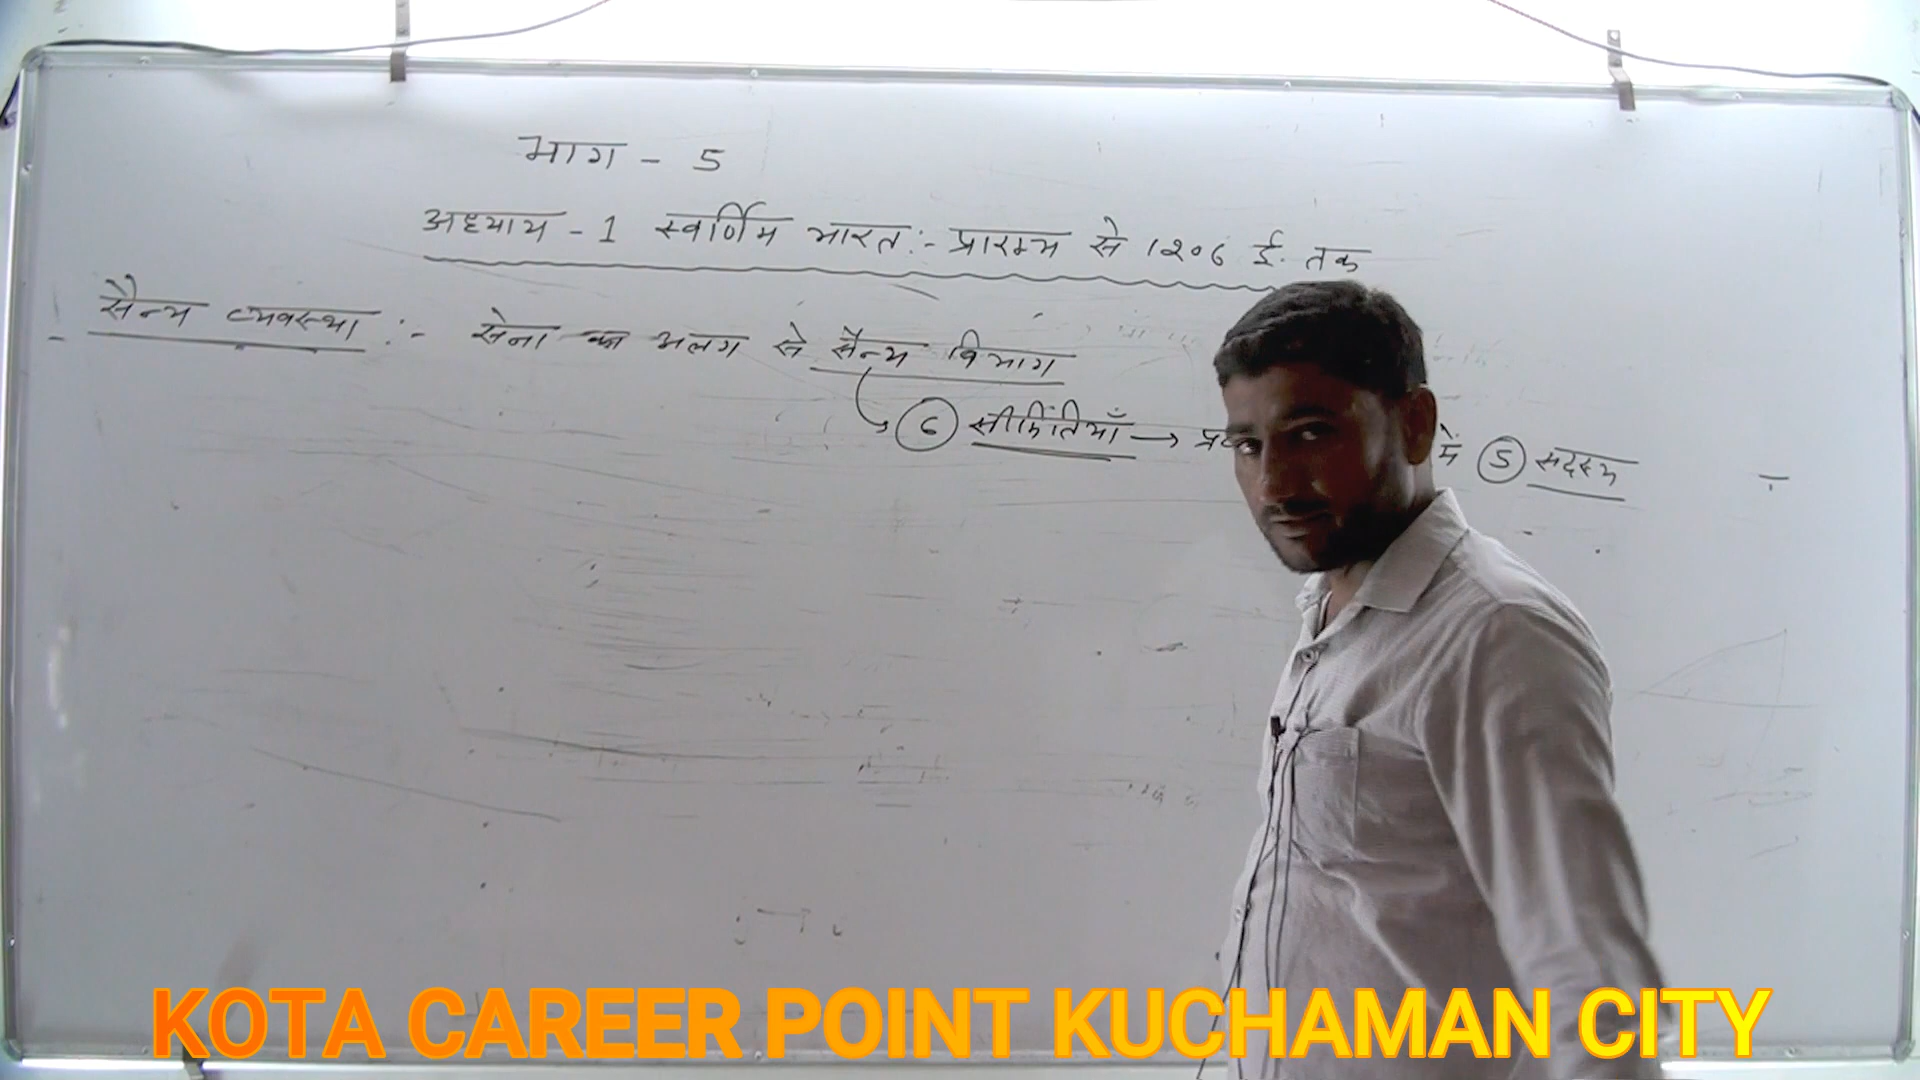 भाग - 5
अध्याय - 1 स्वर्णिम भारत :- प्रारम्भ से 1206 ई. तक
सैन्य व्यवस्था :- सेना का अलग से सैन्य विभाग
6 समितियाँ → में 5 सदस्य
KOTA CAREER POINT KUCHAMAN CITY